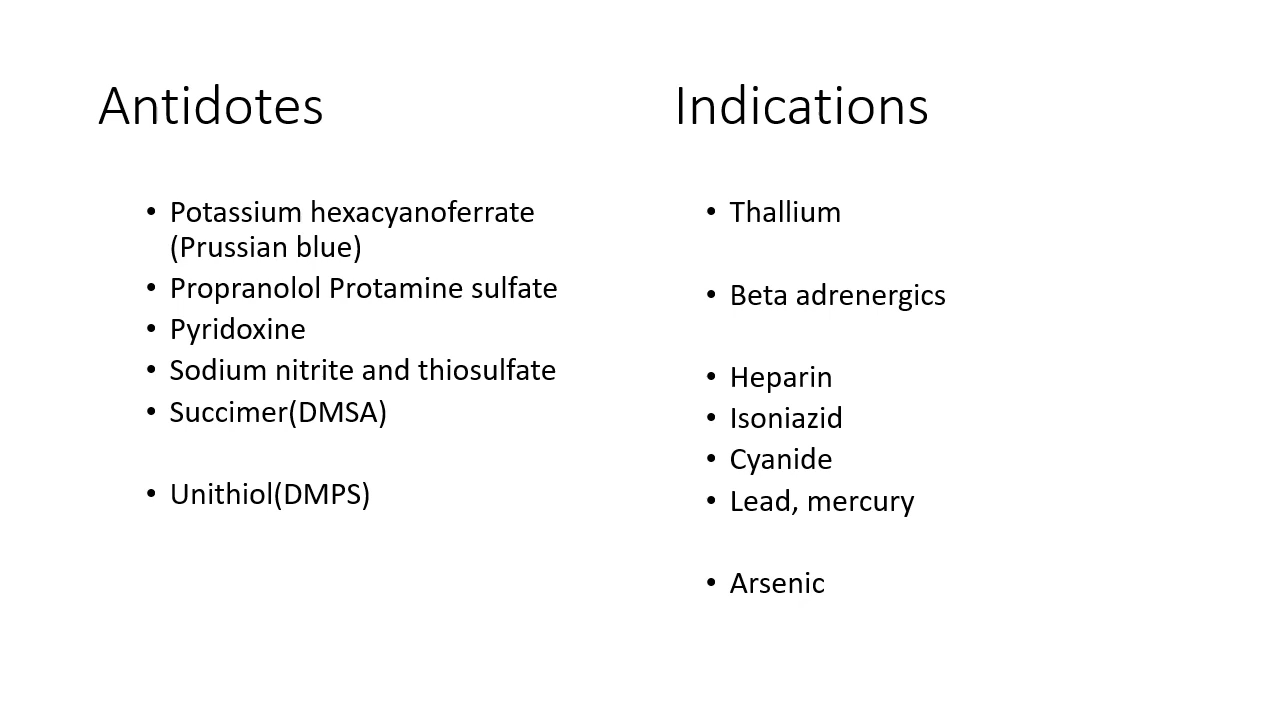 Antidotes
• Potassium hexacyanoferrate
(Prussian blue)
• Propranolol Protamine sulfate
• Pyridoxine
• Sodium nitrite and thiosulfate
• Succimer(DMSA)
• Unithiol(DMPS)
Indications
• Thallium
• Beta adrenergics
• Heparin
• Isoniazid
• Cyanide
• Lead, mercury
• Arsenic